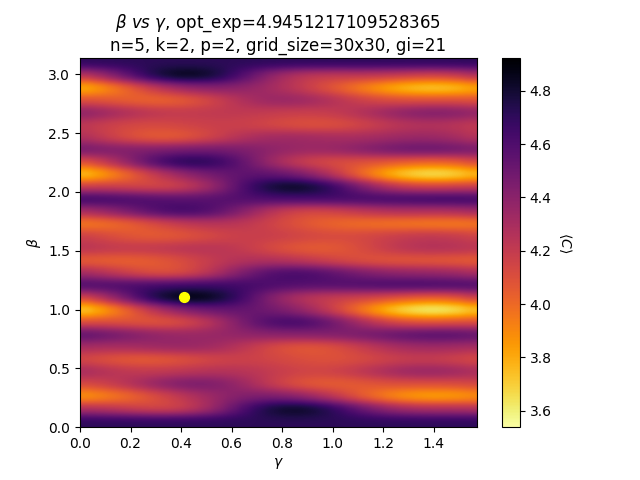 β vs γ, opt_exp=4.9451217109528365
n=5, k=2, p=2, grid_size=30x30, gi=21
3.0
2.5
2.0
1.5
1.0
0.5
0.0
β
0.0 0.2 0.4 0.6 0.8 1.0 1.2 1.4
γ
4.8
4.6
4.4
4.2
4.0
3.8
3.6
⟨C⟩